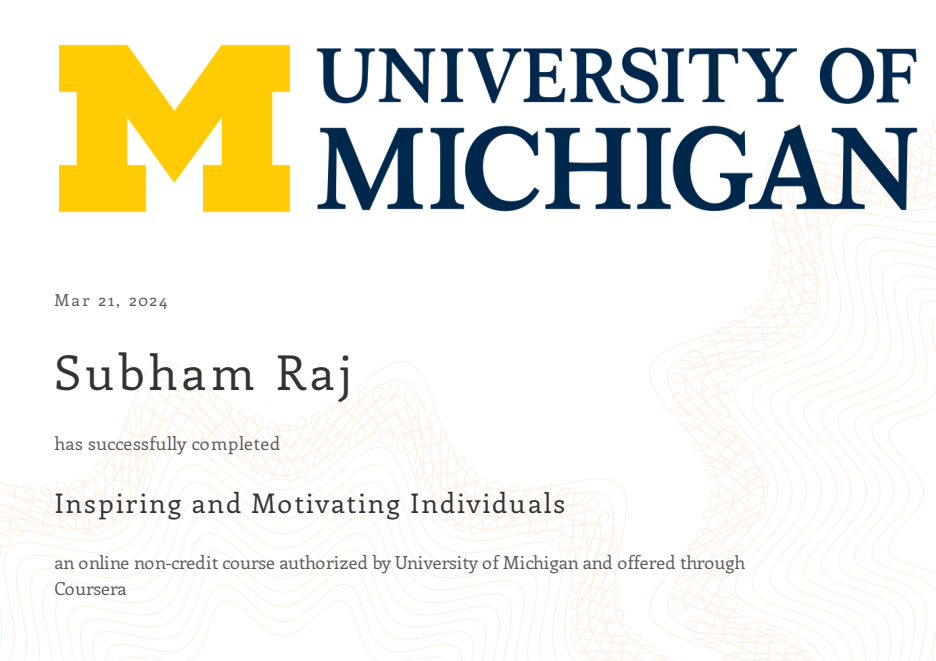 M
UNIVERSITY OF
MICHIGAN
Mar 21, 2024
Subham Raj
has successfully completed
Inspiring and Motivating Individuals
an online non-credit course authorized by University of Michigan and offered through
Coursera